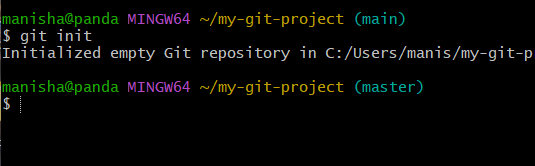 manisha@panda MINGW64 ~/my-git-project (main)
$ git init
Initialized empty Git repository in C:/Users/manis/my-git-p
manisha@panda MINGW64 ~/my-git-project (master)
$